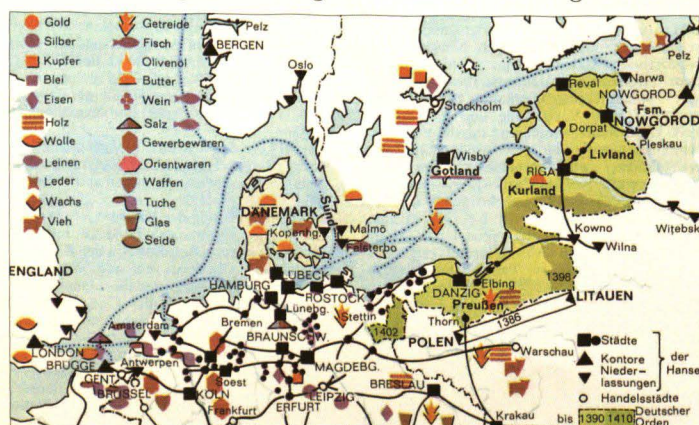 Gold
Silber
Kupfer
Blei
Eisen
Holz
Wolle
Leinen
Leder
Wachs
Vieh
Getreide
Fisch
Olivenöl
Butter
Wein
Salz
Gewerbewaren
Orientwaren
Waffen
Tuche
Glas
Seide
Pelz
BERGEN
Oslo
Stockholm
Pelz
Narwa
Reval
NOWGOROD
Fsm.
NOWGOROD
Dorpat
Pleskau
Livland
Wisby
Gotland
RIGA
Kurland
DÄNEMARK
Sund
Kopenhg.
Malmö
Falsterbo
Kowno
Wilna
Witebsk
ENGLAND
HAMBURG
LÜBECK
ROSTOCK
Lünebg.
Stettin
DANZIG
Elbing
Preußen
1398
LITAUEN
Bremen
1402
Thorn
1386
POLEN
Amsterdam
BRAUNSCHW.
LONDON
BRÜGGE
Antwerpen
GENT
BRÜSSEL
Soest
KÖLN
MAGDEBG.
Warschau
BRESLAU
Frankfurt
ERFURT
LEIPZIG
Krakau
Städte
Kontore
Nieder-
lassungen
der
Hanse
Handelsstädte
bis 1390 1410
Deutscher
Orden